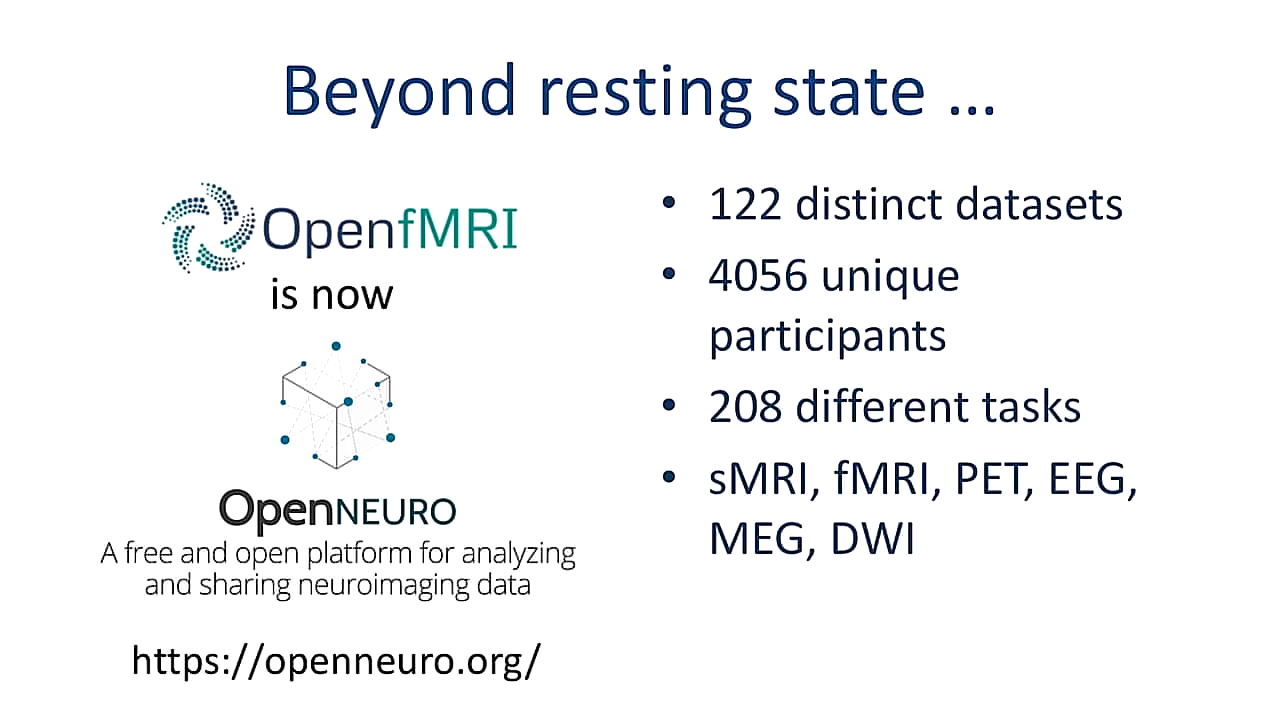 Beyond resting state ...
OpenfMRI
is now
OpenNEURO
A free and open platform for analyzing
and sharing neuroimaging data
https://openneuro.org/
• 122 distinct datasets
• 4056 unique
participants
• 208 different tasks
• sMRI, fMRI, PET, EEG,
MEG, DWI